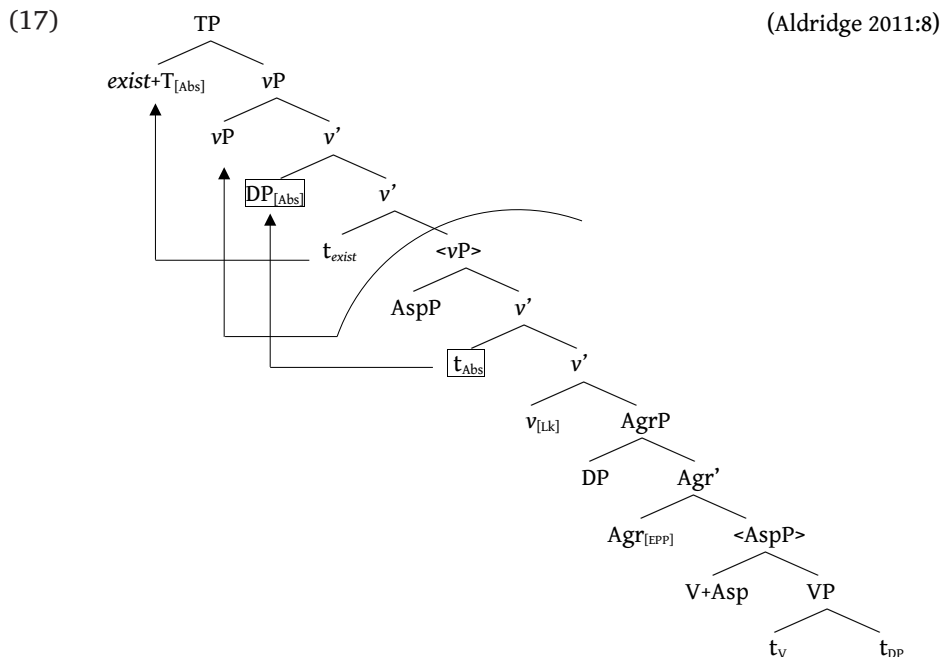 (17) TP (Aldridge 2011:8)
exist+T[Abs] vP
vP v’
DP[Abs] v’
texist <vP>
AspP v’
tAbs v’
v[Lk] AgrP
DP Agr’
Agr[EPP] <AspP>
V+Asp VP
tV tDP